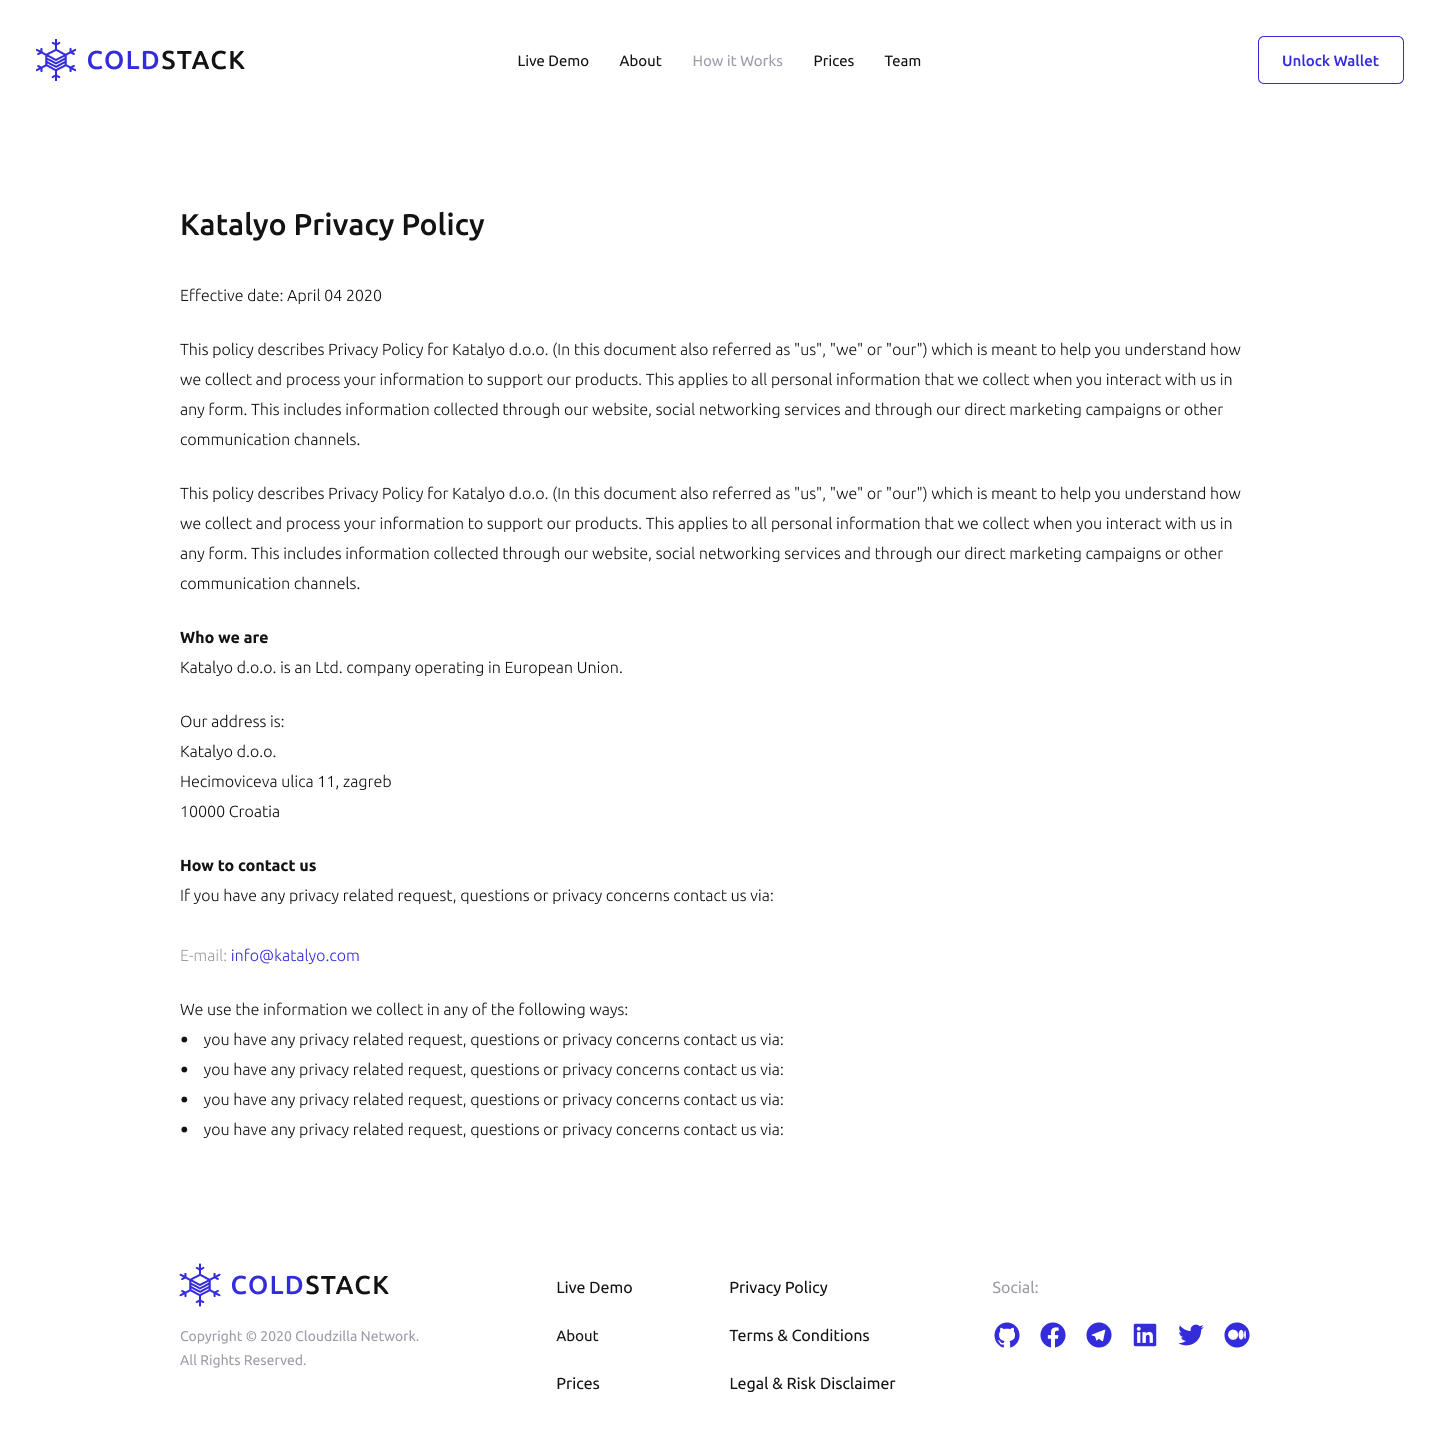 COLDSTACK
Live Demo
About
How it Works
Prices
Team
Unlock Wallet
Katalyo Privacy Policy
Effective date: April 04 2020
This policy describes Privacy Policy for Katalyo d.o.o. (In this document also referred as "us", "we" or "our") which is meant to help you understand how
we collect and process your information to support our products. This applies to all personal information that we collect when you interact with us in
any form. This includes information collected through our website, social networking services and through our direct marketing campaigns or other
communication channels.
This policy describes Privacy Policy for Katalyo d.o.o. (In this document also referred as "us", "we" or "our") which is meant to help you understand how
we collect and process your information to support our products. This applies to all personal information that we collect when you interact with us in
any form. This includes information collected through our website, social networking services and through our direct marketing campaigns or other
communication channels.
Who we are
Katalyo d.o.o. is an Ltd. company operating in European Union.
Our address is:
Katalyo d.o.o.
Hecimoviceva ulica 11, zagreb
10000 Croatia
How to contact us
If you have any privacy related request, questions or privacy concerns contact us via:
E-mail: info@katalyo.com
We use the information we collect in any of the following ways:
• you have any privacy related request, questions or privacy concerns contact us via:
• you have any privacy related request, questions or privacy concerns contact us via:
• you have any privacy related request, questions or privacy concerns contact us via:
• you have any privacy related request, questions or privacy concerns contact us via:
COLDSTACK
Copyright © 2020 Cloudzilla Network.
All Rights Reserved.
Live Demo
About
Prices
Privacy Policy
Terms & Conditions
Legal & Risk Disclaimer
Social: